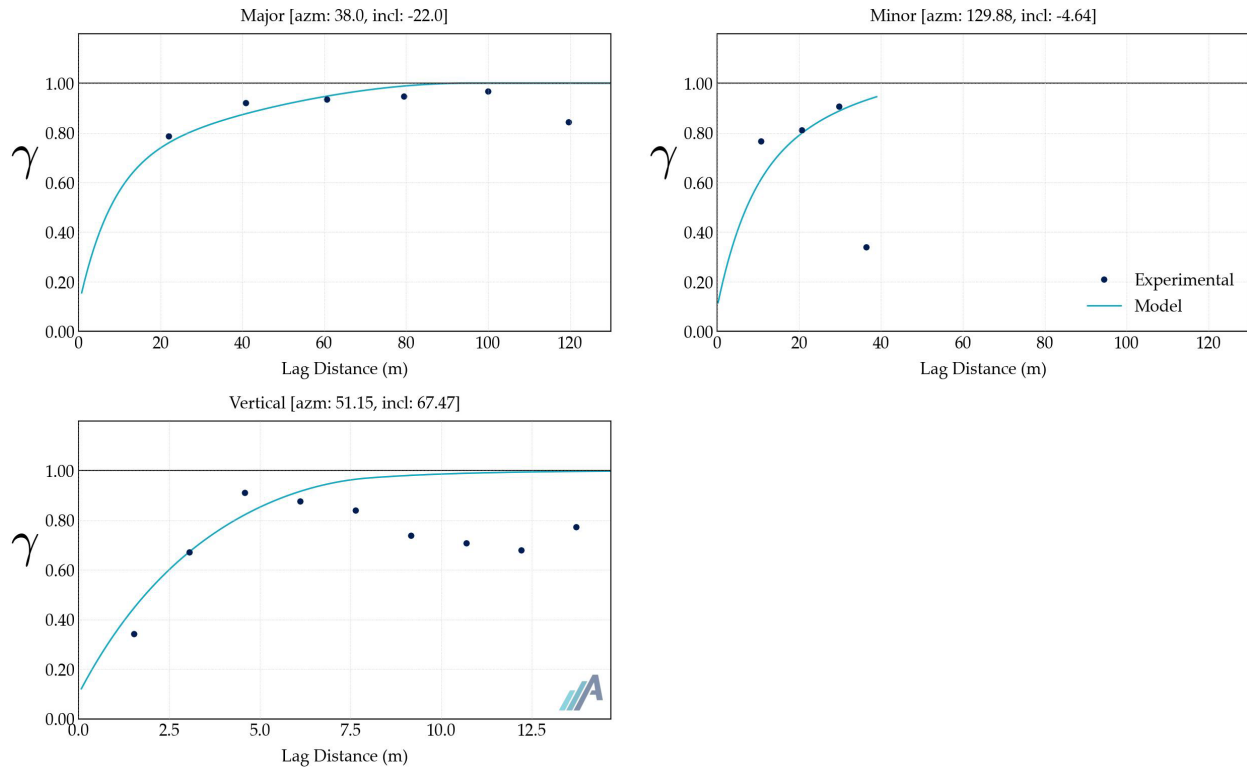 Major [azm: 38.0, incl: -22.0]
1.00
0.80
0.60
0.40
0.20
0.00
γ
0 20 40 60 80 100 120
Lag Distance (m)
Minor [azm: 129.88, incl: -4.64]
1.00
0.80
0.60
0.40
0.20
0.00
γ
Experimental
Model
0 20 40 60 80 100 120
Lag Distance (m)
Vertical [azm: 51.15, incl: 67.47]
1.00
0.80
0.60
0.40
0.20
0.00
γ
A
0.0 2.5 5.0 7.5 10.0 12.5
Lag Distance (m)